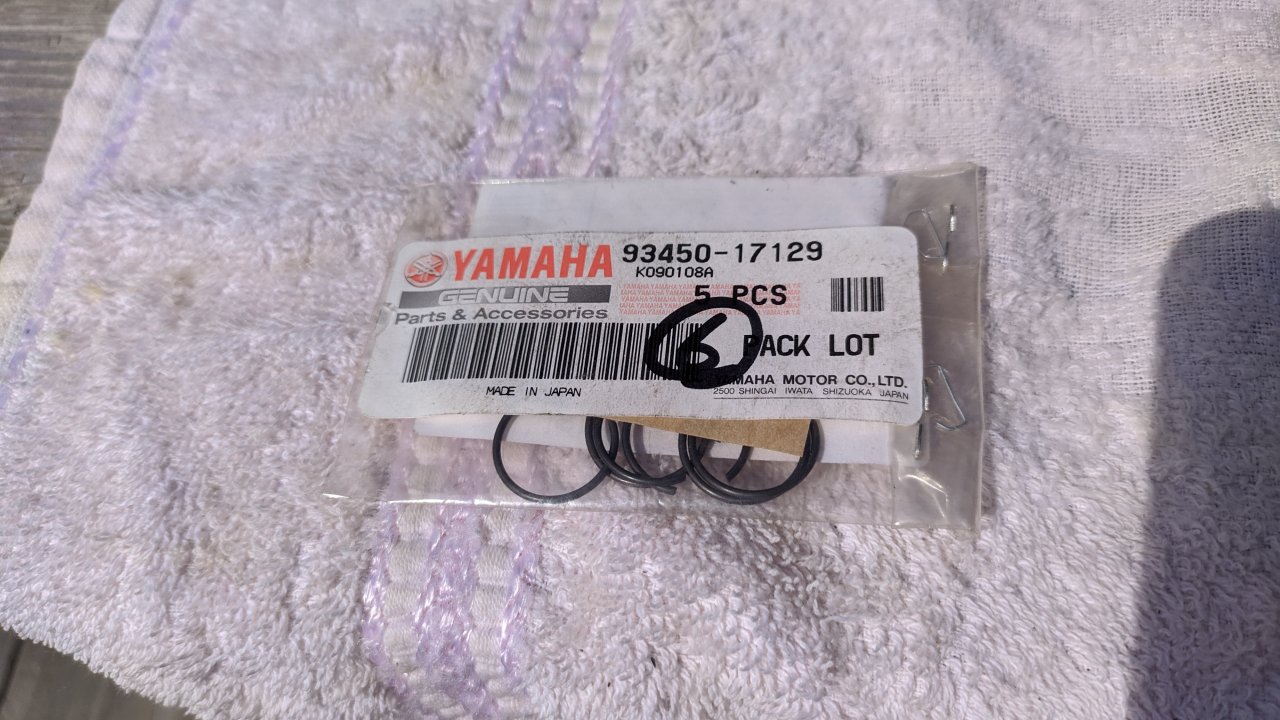 YAMAHA 93450-17129
K090108A
GENUINE
Parts & Accessories
5 PCS
6
PACK LOT
MADE IN JAPAN
YAMAHA MOTOR CO., LTD.
2500 SHINGAI IWATA SHIZUOKA JAPAN